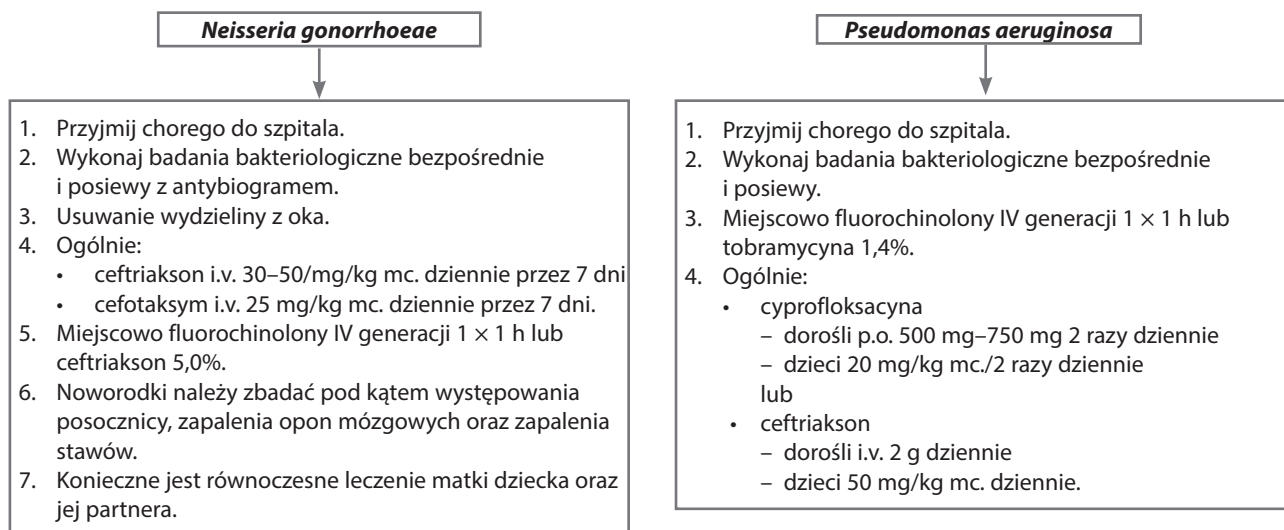 Neisseria gonorrhoeae
1. Przyjmij chorego do szpitala.
2. Wykonaj badania bakteriologiczne bezpośrednie
i posiewy z antybiogramem.
3. Usuwanie wydzieliny z oka.
4. Ogólnie:
• ceftriakson i.v. 30–50/mg/kg mc. dziennie przez 7 dni
• cefotaksym i.v. 25 mg/kg mc. dziennie przez 7 dni.
5. Miejscowo fluorochinolony IV generacji 1 × 1 h lub
ceftriakson 5,0%.
6. Noworodki należy zbadać pod kątem występowania
posocznicy, zapalenia opon mózgowych oraz zapalenia
stawów.
7. Konieczne jest równoczesne leczenie matki dziecka oraz
jej partnera.
Pseudomonas aeruginosa
1. Przyjmij chorego do szpitala.
2. Wykonaj badania bakteriologiczne bezpośrednie
i posiewy.
3. Miejscowo fluorochinolony IV generacji 1 × 1 h lub
tobramycyna 1,4%.
4. Ogólnie:
• cyprofloksacyna
– dorośli p.o. 500 mg–750 mg 2 razy dziennie
– dzieci 20 mg/kg mc./2 razy dziennie
lub
• ceftriakson
– dorośli i.v. 2 g dziennie
– dzieci 50 mg/kg mc. dziennie.